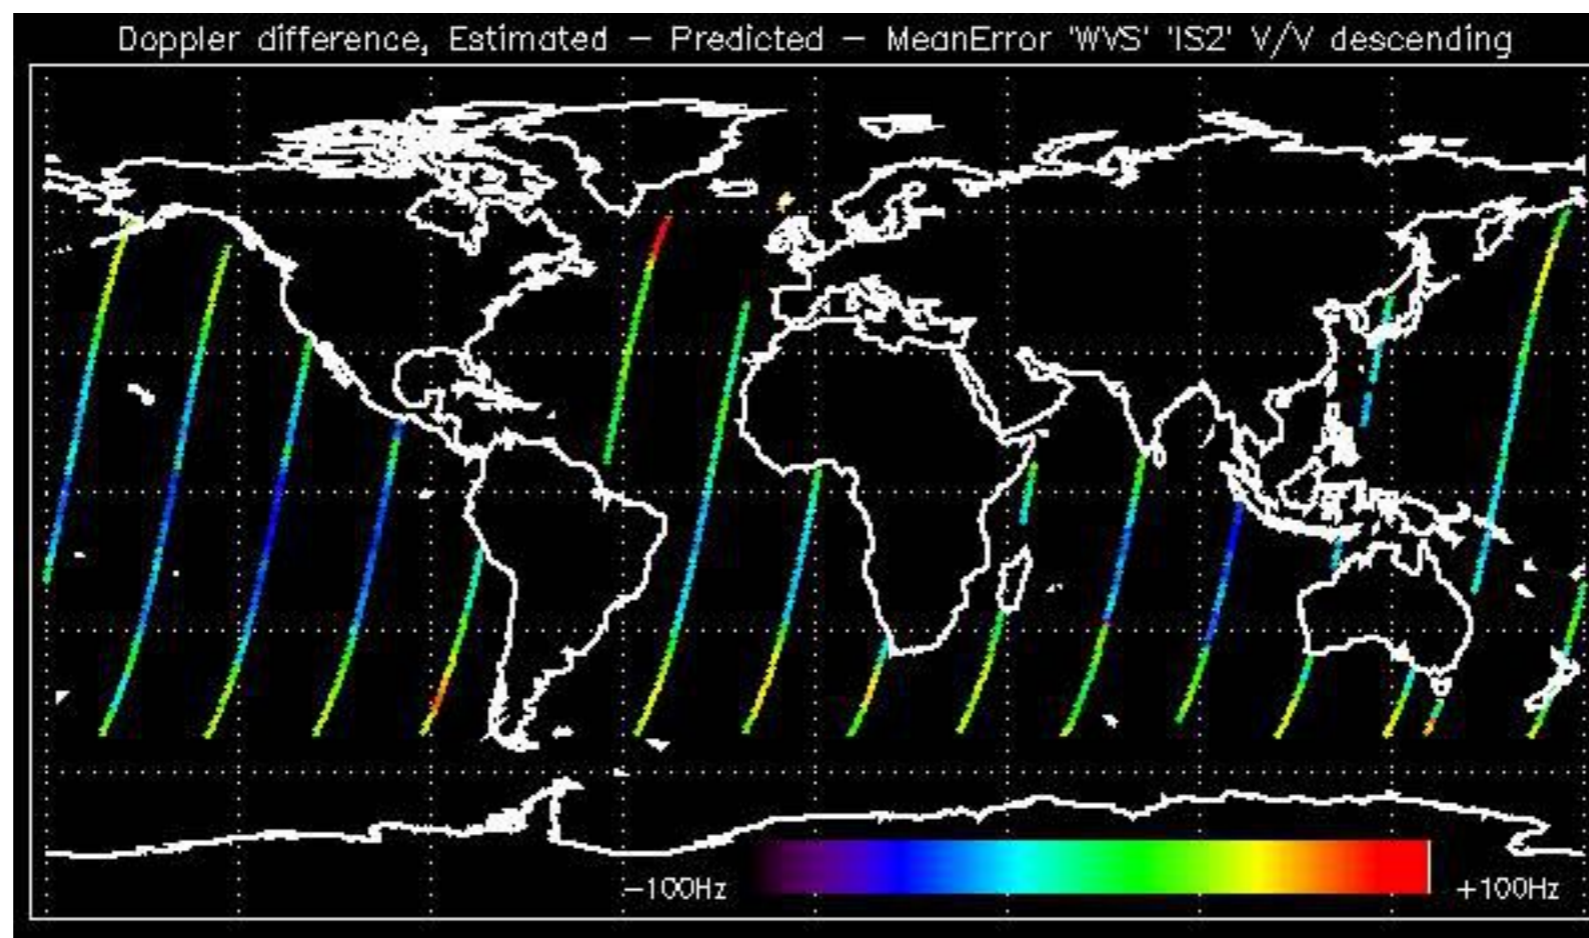 Doppler difference, Estimated – Predicted – MeanError 'WVS' 'IS2' V/V descending
–100Hz
+100Hz